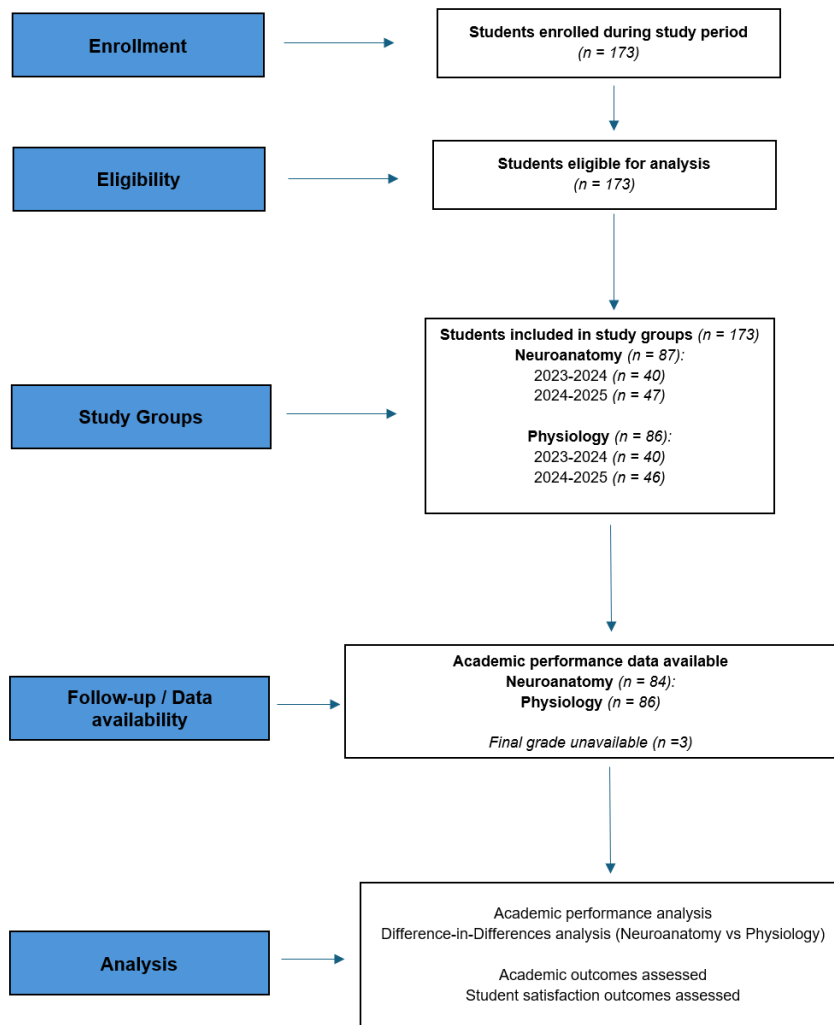 Enrollment
Students enrolled during study period
(n = 173)
Eligibility
Students eligible for analysis
(n = 173)
Study Groups
Students included in study groups (n = 173)
Neuroanatomy (n = 87):
2023-2024 (n = 40)
2024-2025 (n = 47)
Physiology (n = 86):
2023-2024 (n = 40)
2024-2025 (n = 46)
Follow-up / Data
availability
Academic performance data available
Neuroanatomy (n = 84):
Physiology (n = 86)
Final grade unavailable (n =3)
Analysis
Academic performance analysis
Difference-in-Differences analysis (Neuroanatomy vs Physiology)
Academic outcomes assessed
Student satisfaction outcomes assessed